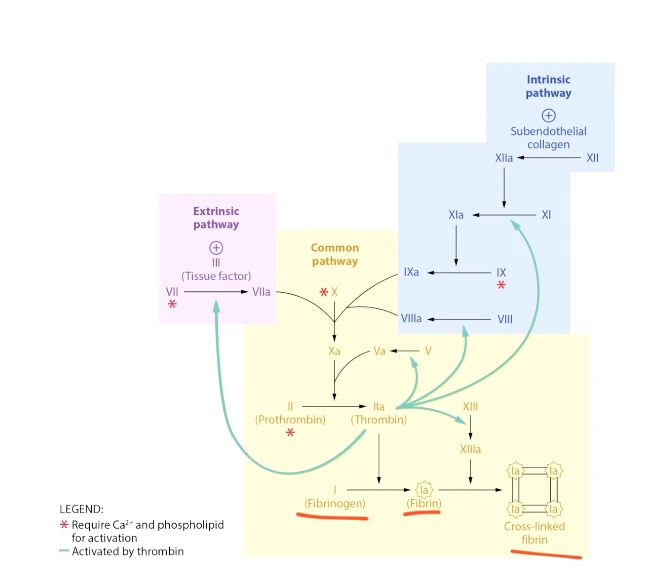 Intrinsic
pathway
+
Subendothelial
collagen
XIIa
XII
XIa
XI
Extrinsic
pathway
+
III
(Tissue factor)
VII
*
VIIa
Common
pathway
* X
IXa
IX
*
VIIIa
VIII
Xa
Va
V
II
(Prothrombin)
*
IIa
(Thrombin)
XIII
XIIIa
I
(Fibrinogen)
Ia
(Fibrin)
Ia Ia
Ia Ia
Cross-linked
fibrin
LEGEND:
* Require Ca²⁺ and phospholipid
for activation
Activated by thrombin